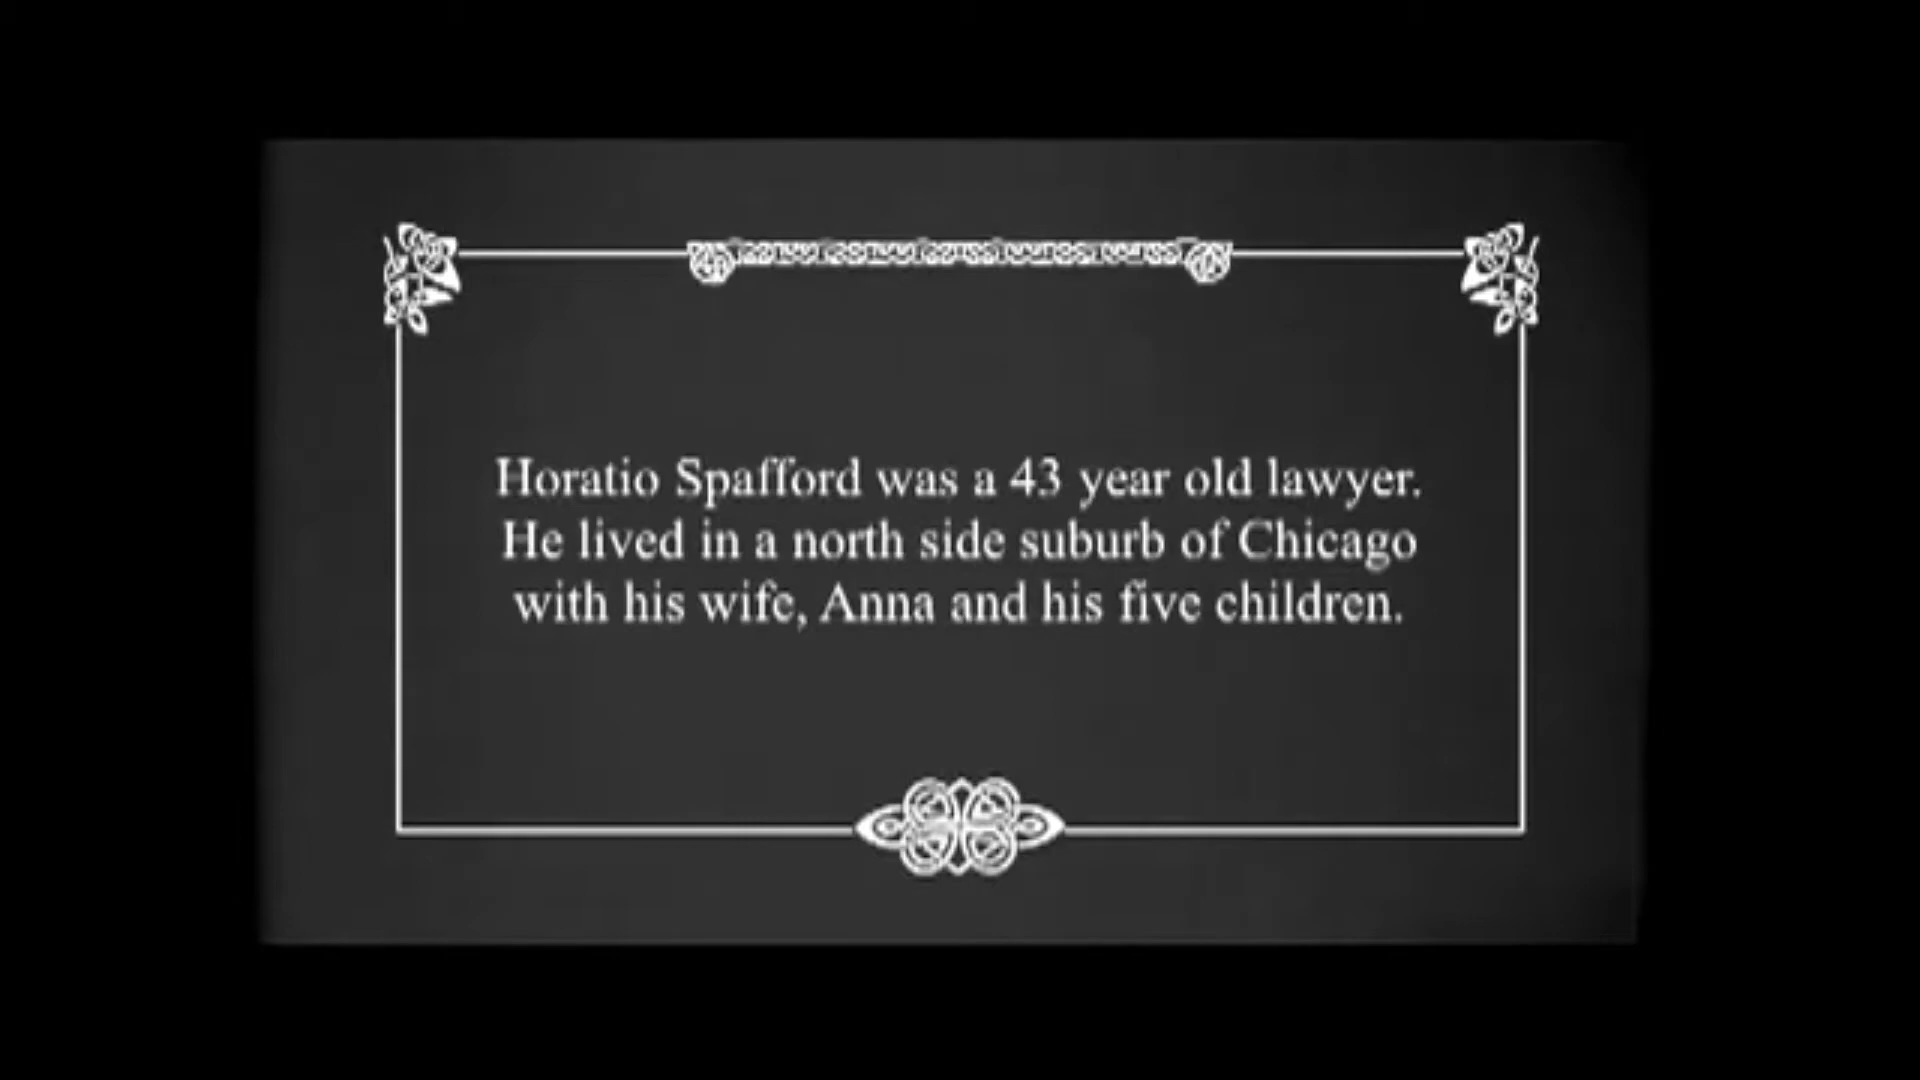 Horatio Spafford was a 43 year old lawyer.
He lived in a north side suburb of Chicago
with his wife, Anna and his five children.